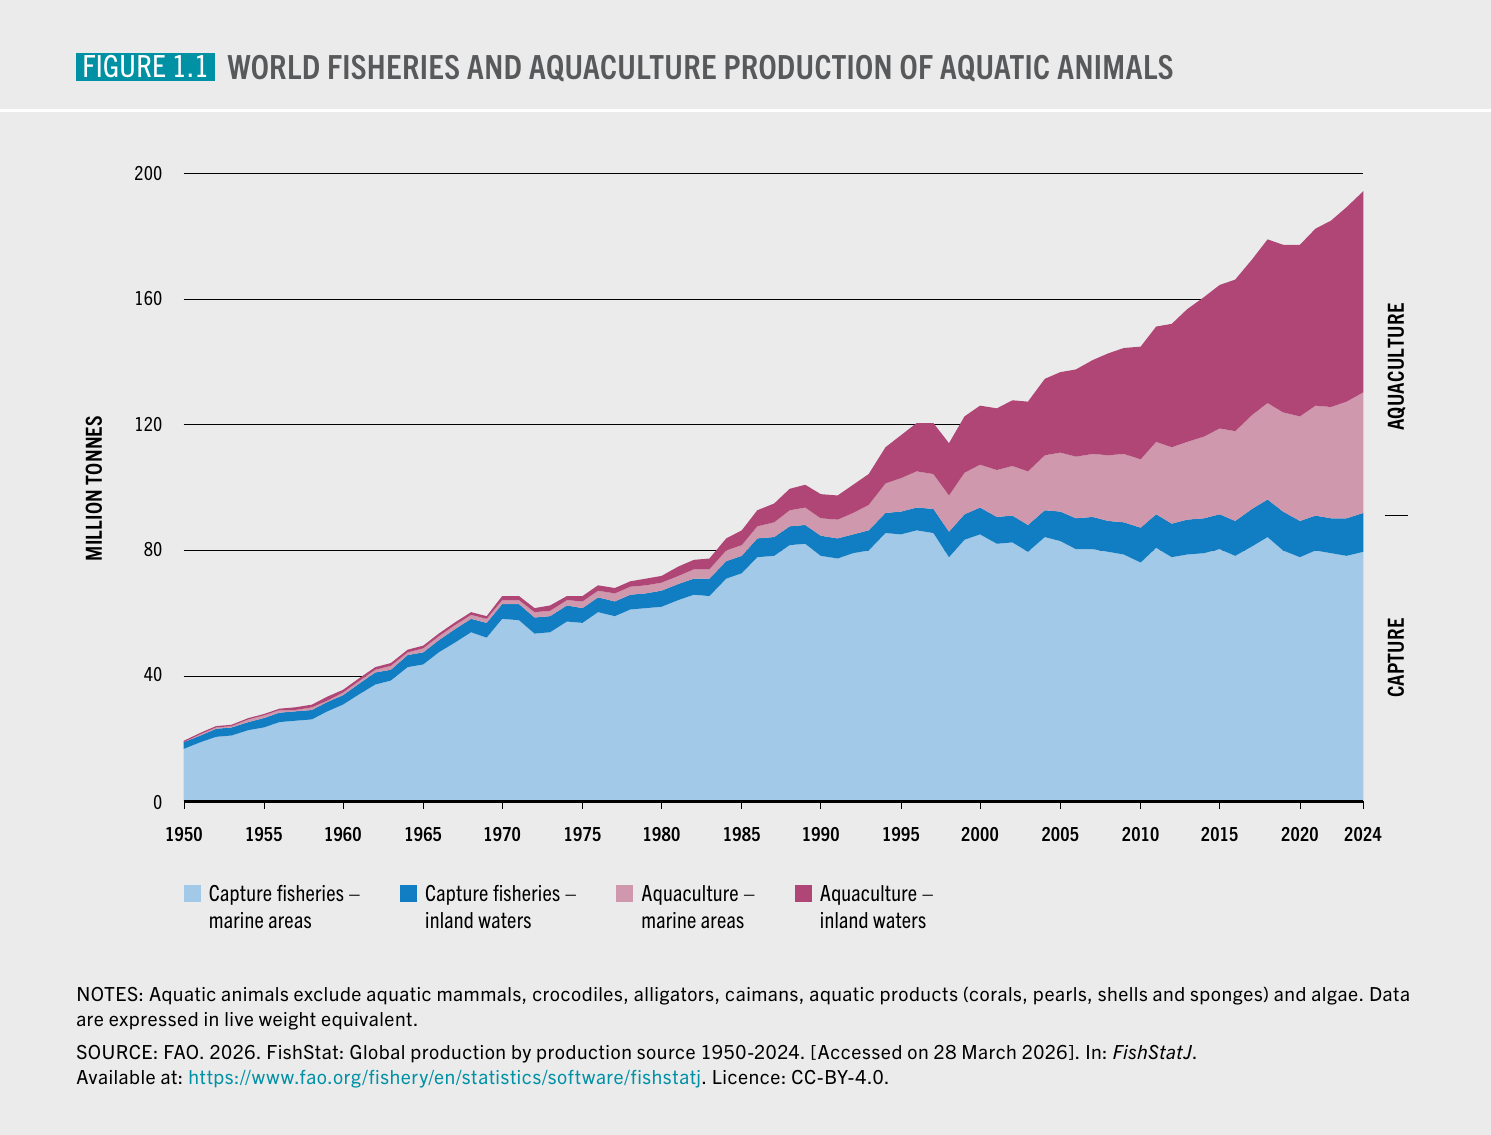 FIGURE 1.1 WORLD FISHERIES AND AQUACULTURE PRODUCTION OF AQUATIC ANIMALS
200
160
120
80
40
0
MILLION TONNES
AQUACULTURE
CAPTURE
1950 1955 1960 1965 1970 1975 1980 1985 1990 1995 2000 2005 2010 2015 2020 2024
Capture fisheries –
marine areas
Capture fisheries –
inland waters
Aquaculture –
marine areas
Aquaculture –
inland waters
NOTES: Aquatic animals exclude aquatic mammals, crocodiles, alligators, caimans, aquatic products (corals, pearls, shells and sponges) and algae. Data
are expressed in live weight equivalent.
SOURCE: FAO. 2026. FishStat: Global production by production source 1950-2024. [Accessed on 28 March 2026]. In: FishStatJ.
Available at: https://www.fao.org/fishery/en/statistics/software/fishstatj. Licence: CC-BY-4.0.